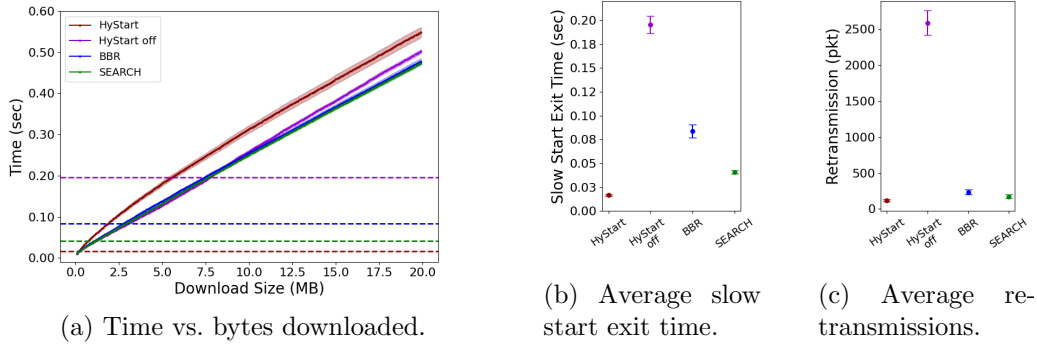 HyStart
HyStart off
BBR
SEARCH
Time (sec)
0.60
0.50
0.40
0.30
0.20
0.10
0.00
0.0 2.5 5.0 7.5 10.0 12.5 15.0 17.5 20.0
Download Size (MB)
(a) Time vs. bytes downloaded.
Slow Start Exit Time (sec)
0.20
0.18
0.15
0.12
0.10
0.08
0.05
0.03
0.00
HyStart
HyStart
off
BBR
SEARCH
(b) Average slow
start exit time.
Retransmission (pkt)
2500
2000
1500
1000
500
0
HyStart
HyStart
off
BBR
SEARCH
(c) Average re-
transmissions.